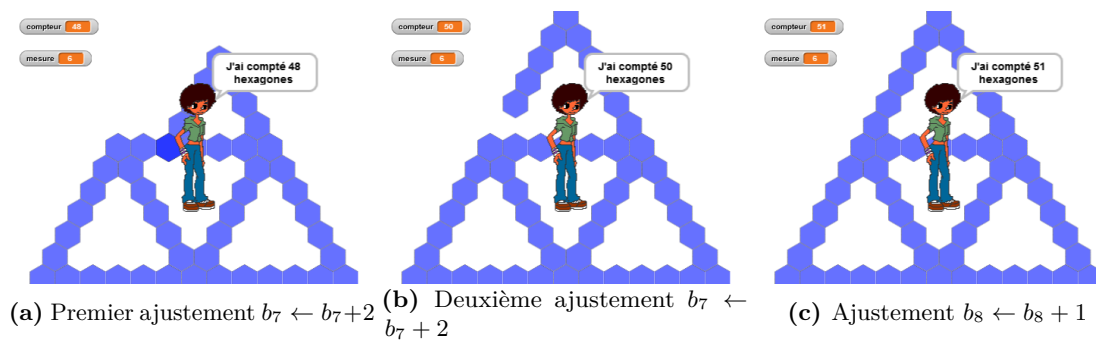 compteur 48
mesure 6
J'ai compté 48
hexagones
compteur 50
mesure 6
J'ai compté 50
hexagones
compteur 51
mesure 6
J'ai compté 51
hexagones
(a) Premier ajustement b₇ ← b₇+2
(b) Deuxième ajustement b₇ ←
b₇ + 2
(c) Ajustement b₈ ← b₈ + 1